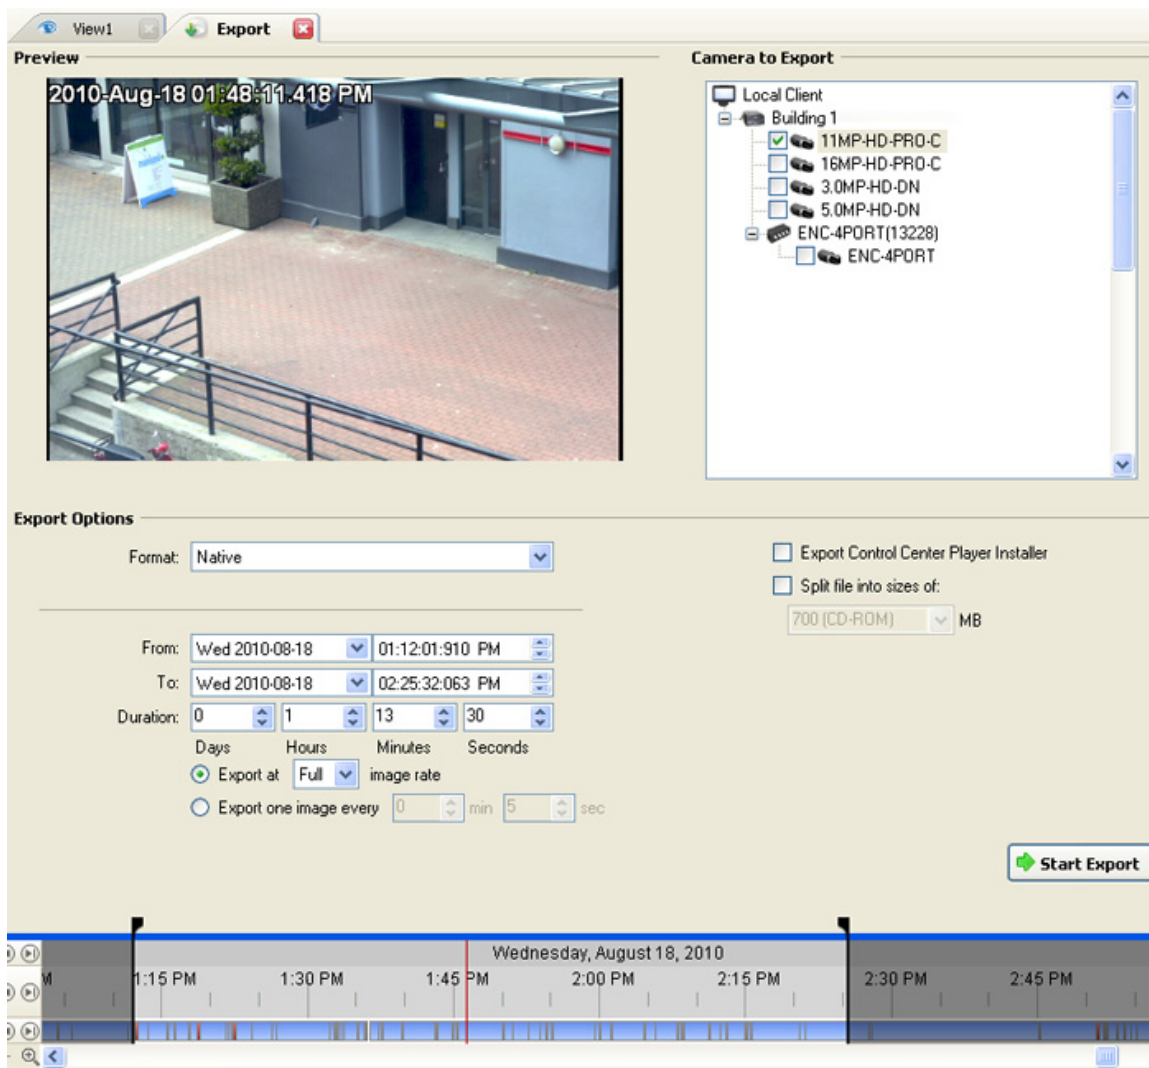 View1
Export
Preview
Camera to Export
2010-Aug-18 01:48:11.418 PM
Local Client
Building 1
11MP-HD-PRO-C
16MP-HD-PRO-C
3.0MP-HD-DN
5.0MP-HD-DN
ENC-4PORT(13228)
ENC-4PORT
Export Options
Format: Native
Export Control Center Player Installer
Split file into sizes of:
700 (CD-ROM) MB
From: Wed 2010-08-18 01:12:01:910 PM
To: Wed 2010-08-18 02:25:32:063 PM
Duration: 0 1 13 30
Days Hours Minutes Seconds
Export at Full image rate
Export one image every 0 min 5 sec
Start Export
Wednesday, August 18, 2010
M 1:15 PM 1:30 PM 1:45 PM 2:00 PM 2:15 PM 2:30 PM 2:45 PM